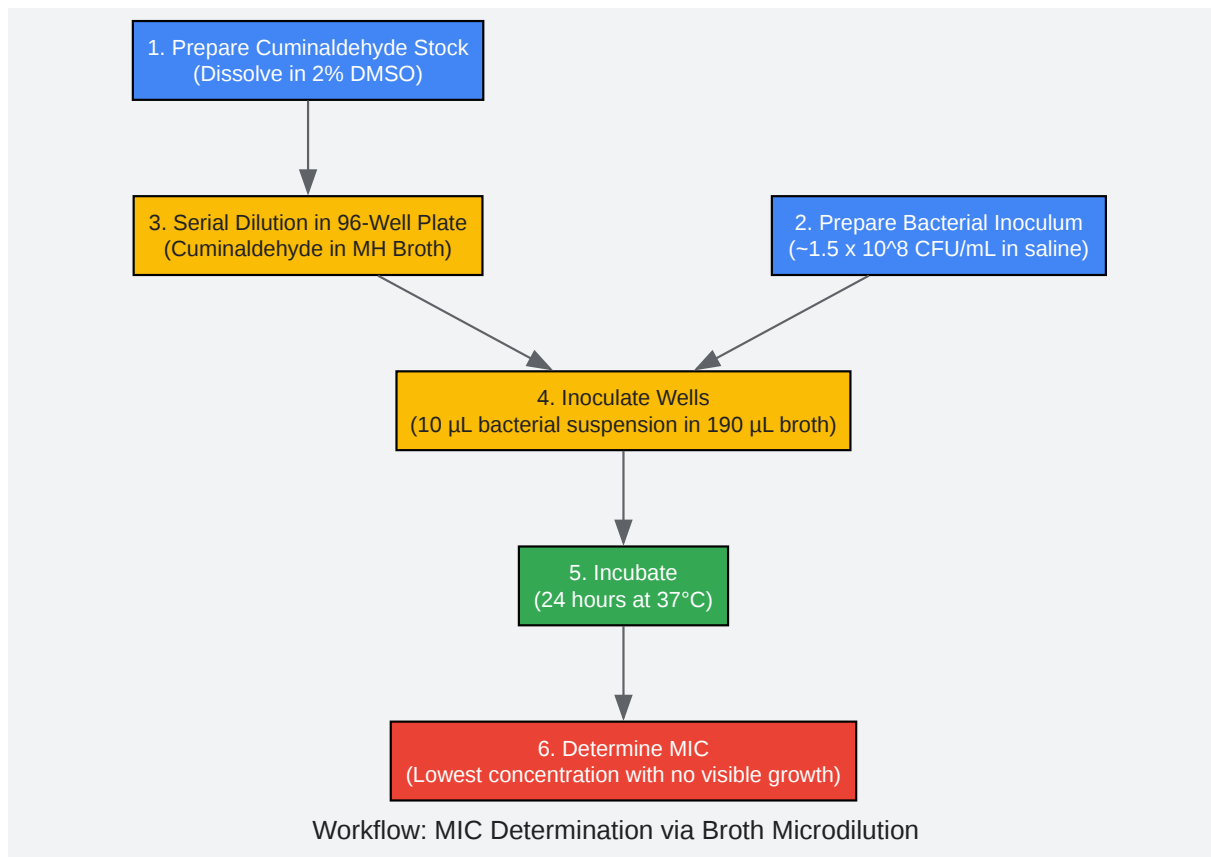 1. Prepare Cuminaldehyde Stock
(Dissolve in 2% DMSO)
3. Serial Dilution in 96-Well Plate
(Cuminaldehyde in MH Broth)
2. Prepare Bacterial Inoculum
(~1.5 x 10^8 CFU/mL in saline)
4. Inoculate Wells
(10 µL bacterial suspension in 190 µL broth)
5. Incubate
(24 hours at 37°C)
6. Determine MIC
(Lowest concentration with no visible growth)
Workflow: MIC Determination via Broth Microdilution